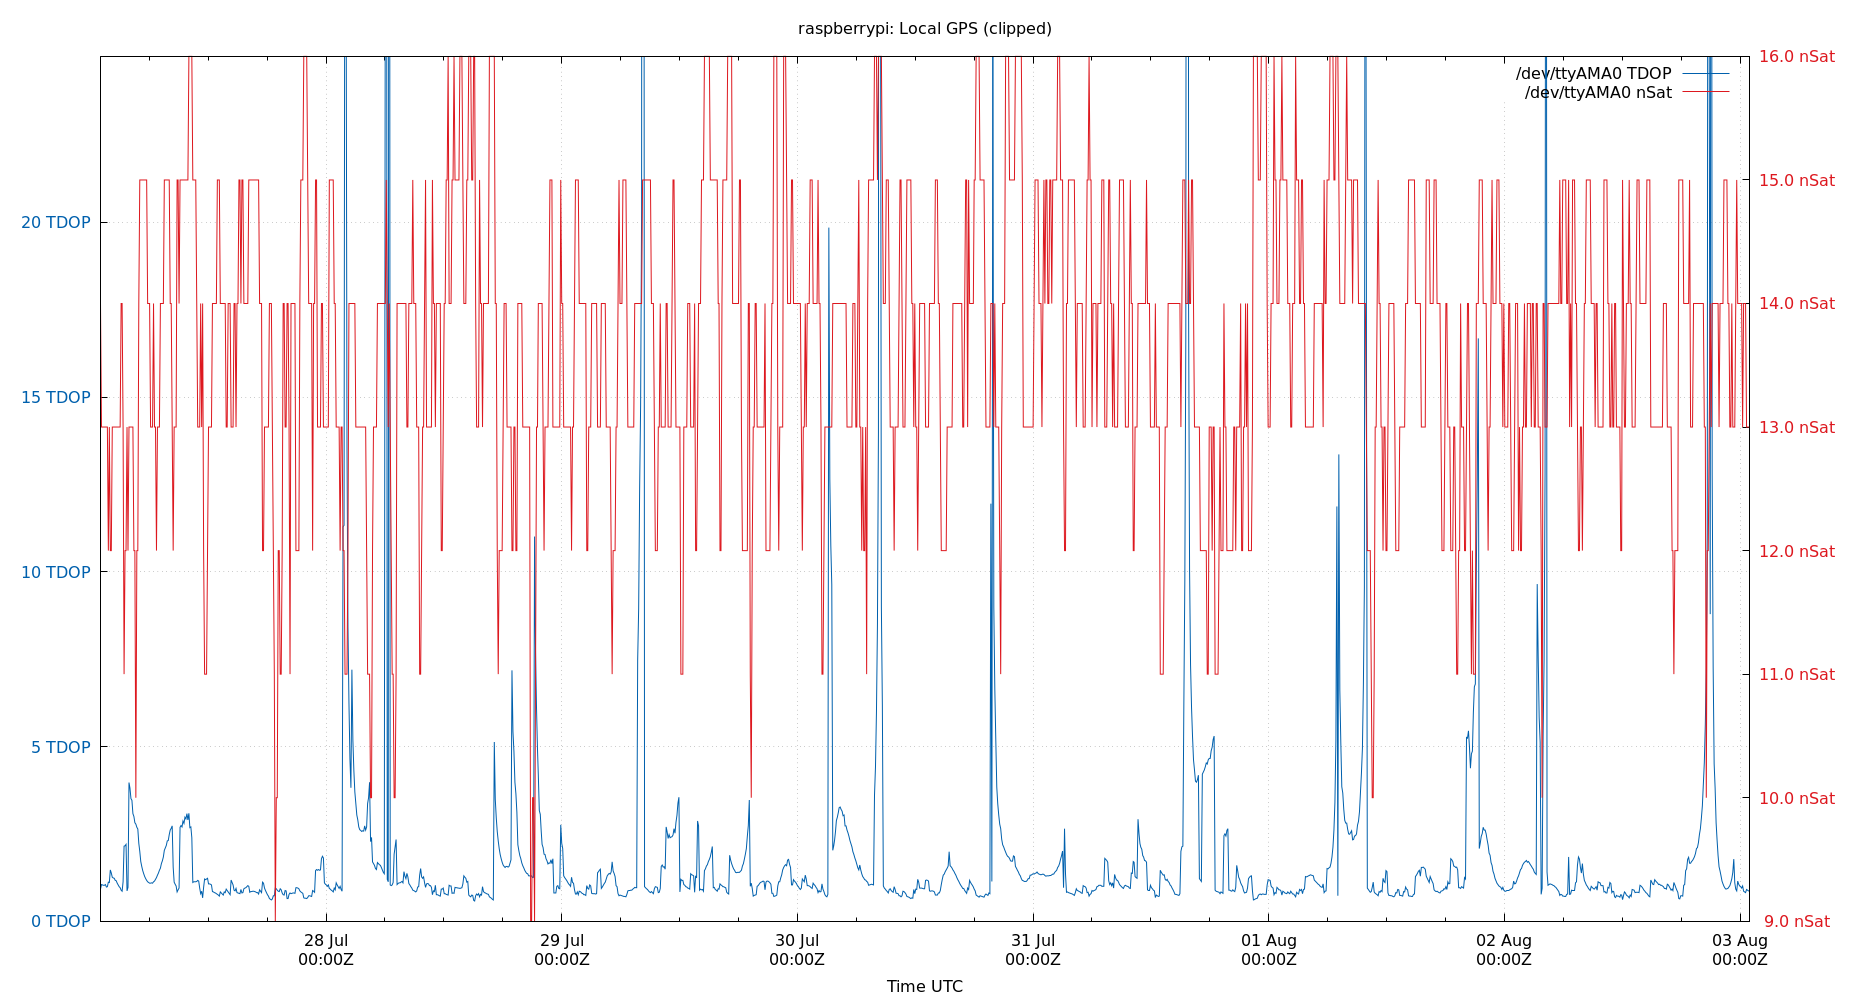 raspberrypi: Local GPS (clipped)
/dev/ttyAMA0 TDOP
/dev/ttyAMA0 nSat
20 TDOP
15 TDOP
10 TDOP
5 TDOP
0 TDOP
16.0 nSat
15.0 nSat
14.0 nSat
13.0 nSat
12.0 nSat
11.0 nSat
10.0 nSat
9.0 nSat
28 Jul
00:00Z
29 Jul
00:00Z
30 Jul
00:00Z
31 Jul
00:00Z
01 Aug
00:00Z
02 Aug
00:00Z
03 Aug
00:00Z
Time UTC